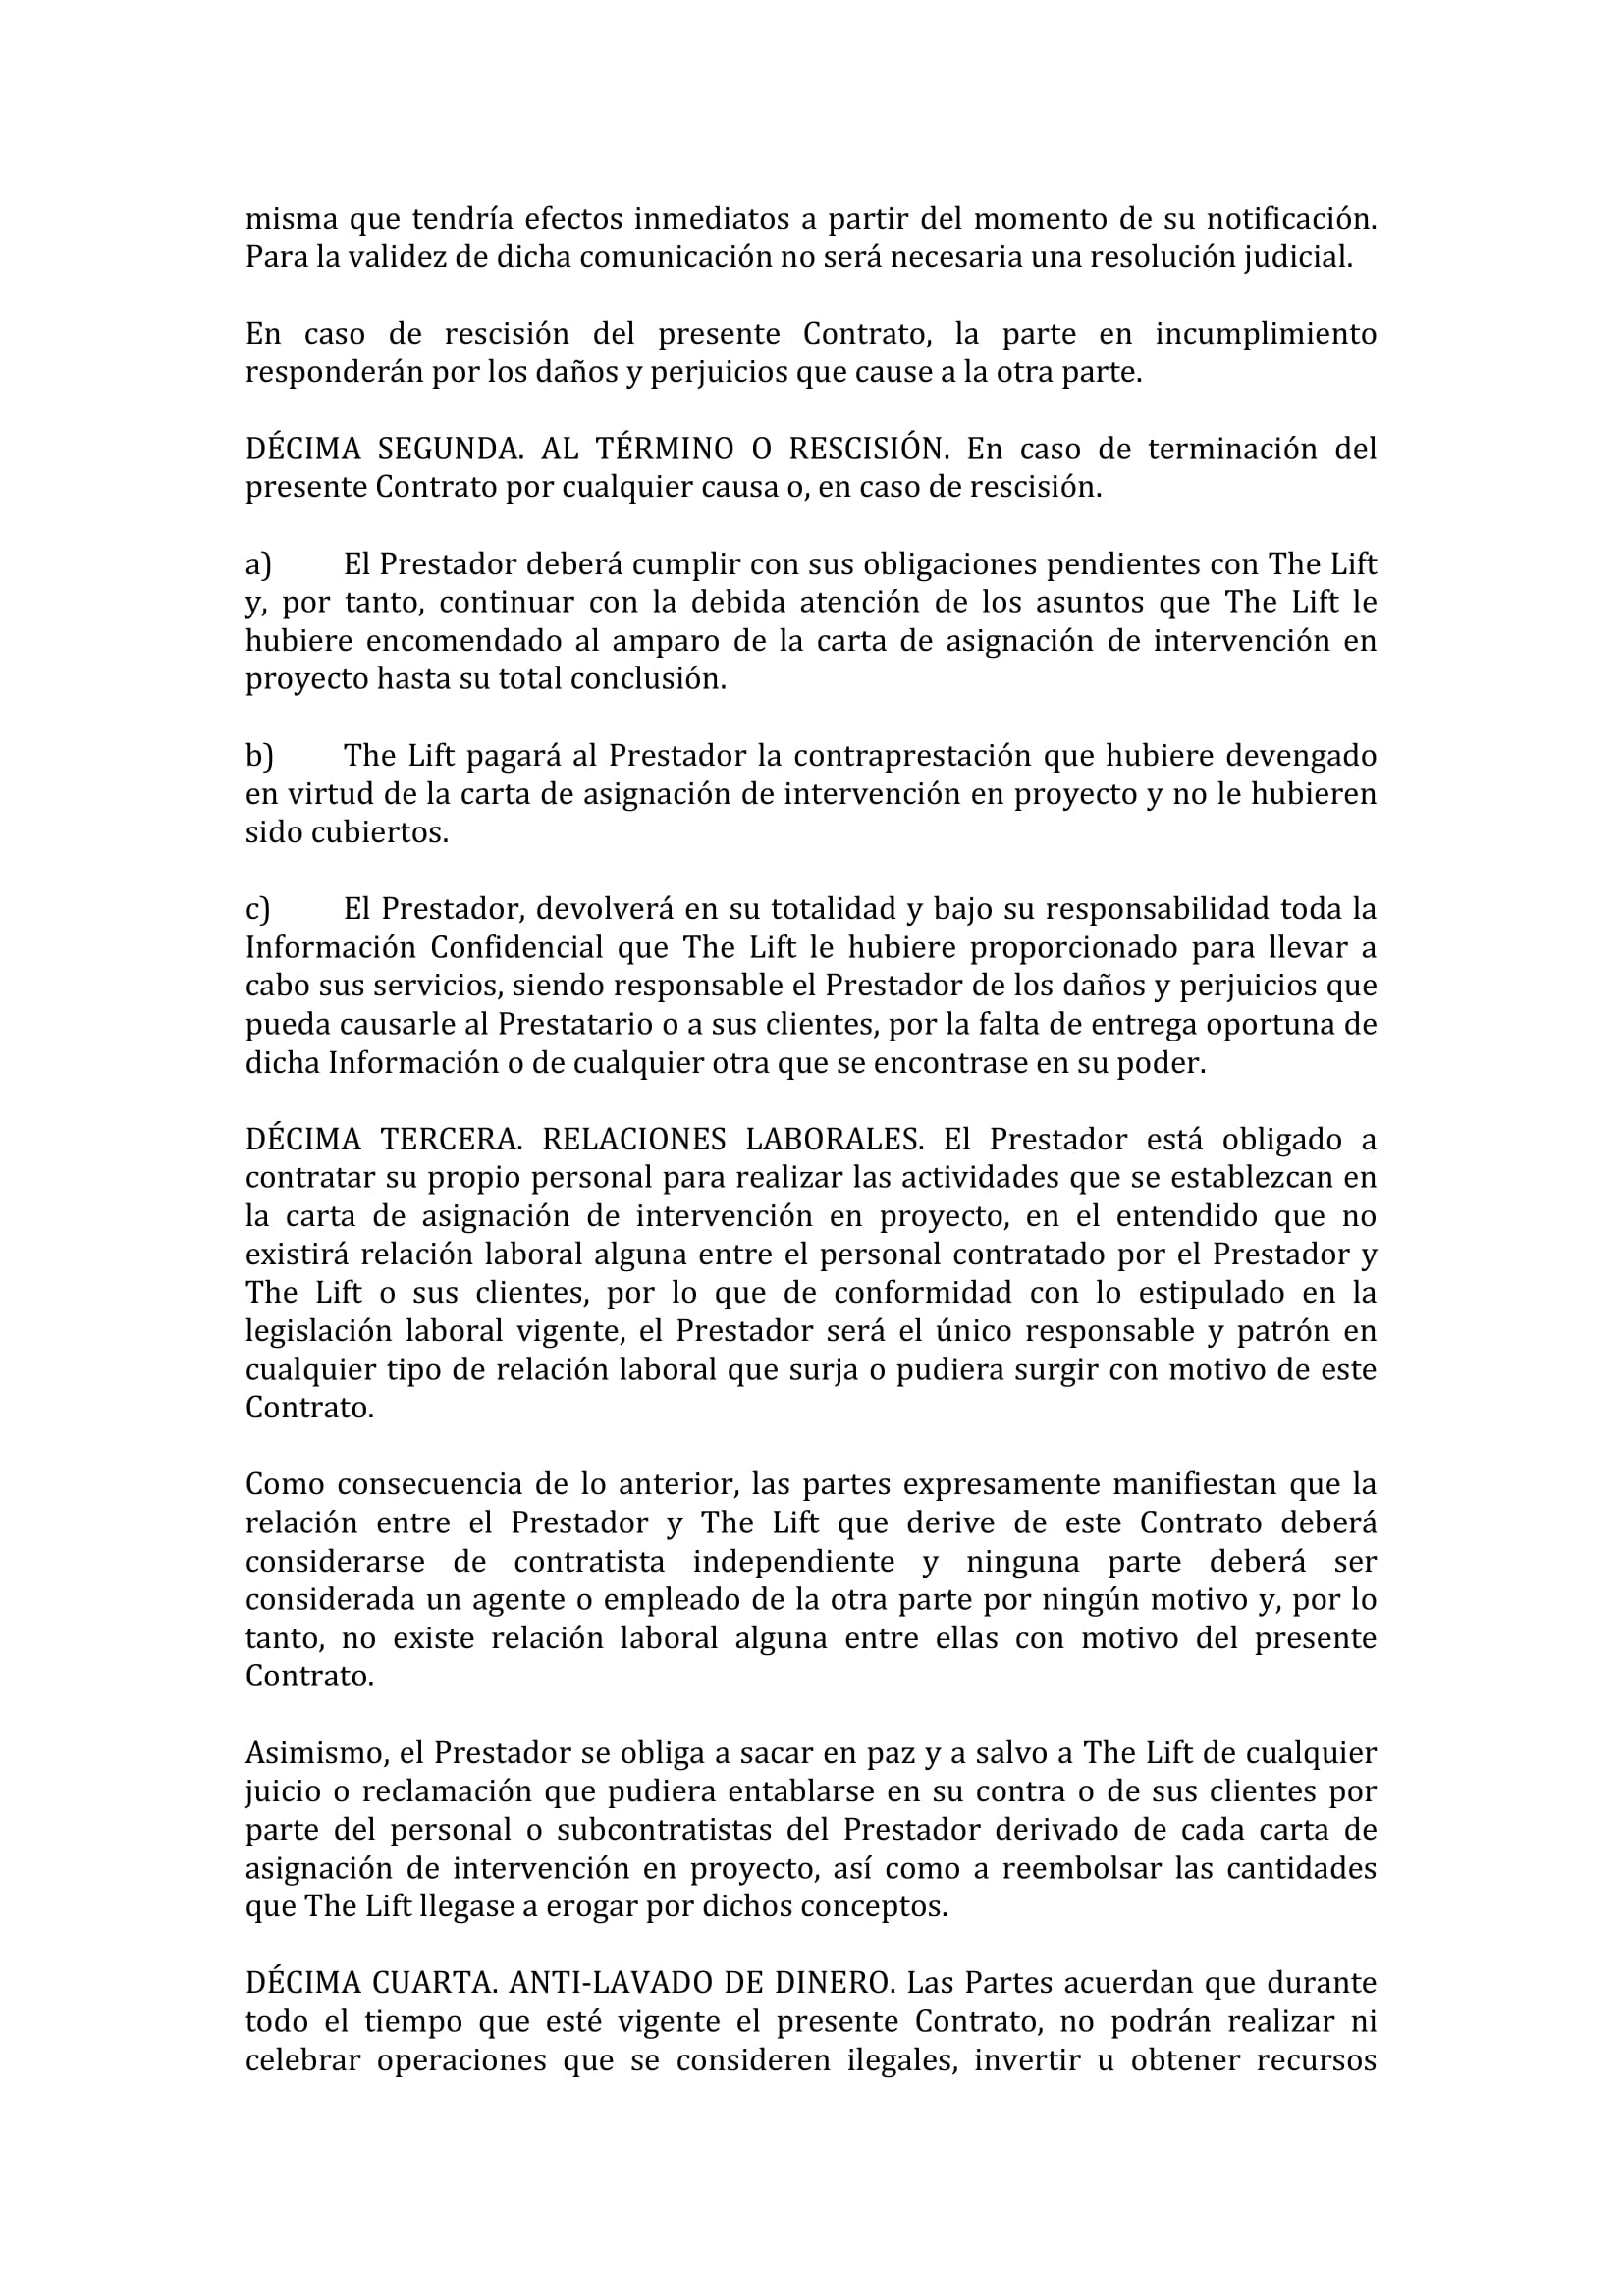 misma que tendría efectos inmediatos a partir del momento de su notificación.
Para la validez de dicha comunicación no será necesaria una resolución judicial.
En caso de rescisión del presente Contrato, la parte en incumplimiento
responderán por los daños y perjuicios que cause a la otra parte.
DÉCIMA SEGUNDA. AL TÉRMINO O RESCISIÓN. En caso de terminación del
presente Contrato por cualquier causa o, en caso de rescisión.
a) El Prestador deberá cumplir con sus obligaciones pendientes con The Lift
y, por tanto, continuar con la debida atención de los asuntos que The Lift le
hubiere encomendado al amparo de la carta de asignación de intervención en
proyecto hasta su total conclusión.
b) The Lift pagará al Prestador la contraprestación que hubiere devengado
en virtud de la carta de asignación de intervención en proyecto y no le hubieren
sido cubiertos.
c) El Prestador, devolverá en su totalidad y bajo su responsabilidad toda la
Información Confidencial que The Lift le hubiere proporcionado para llevar a
cabo sus servicios, siendo responsable el Prestador de los daños y perjuicios que
pueda causarle al Prestatario o a sus clientes, por la falta de entrega oportuna de
dicha Información o de cualquier otra que se encontrase en su poder.
DÉCIMA TERCERA. RELACIONES LABORALES. El Prestador está obligado a
contratar su propio personal para realizar las actividades que se establezcan en
la carta de asignación de intervención en proyecto, en el entendido que no
existirá relación laboral alguna entre el personal contratado por el Prestador y
The Lift o sus clientes, por lo que de conformidad con lo estipulado en la
legislación laboral vigente, el Prestador será el único responsable y patrón en
cualquier tipo de relación laboral que surja o pudiera surgir con motivo de este
Contrato.
Como consecuencia de lo anterior, las partes expresamente manifiestan que la
relación entre el Prestador y The Lift que derive de este Contrato deberá
considerarse de contratista independiente y ninguna parte deberá ser
considerada un agente o empleado de la otra parte por ningún motivo y, por lo
tanto, no existe relación laboral alguna entre ellas con motivo del presente
Contrato.
Asimismo, el Prestador se obliga a sacar en paz y a salvo a The Lift de cualquier
juicio o reclamación que pudiera entablarse en su contra o de sus clientes por
parte del personal o subcontratistas del Prestador derivado de cada carta de
asignación de intervención en proyecto, así como a reembolsar las cantidades
que The Lift llegase a erogar por dichos conceptos.
DÉCIMA CUARTA. ANTI-LAVADO DE DINERO. Las Partes acuerdan que durante
todo el tiempo que esté vigente el presente Contrato, no podrán realizar ni
celebrar operaciones que se consideren ilegales, invertir u obtener recursos